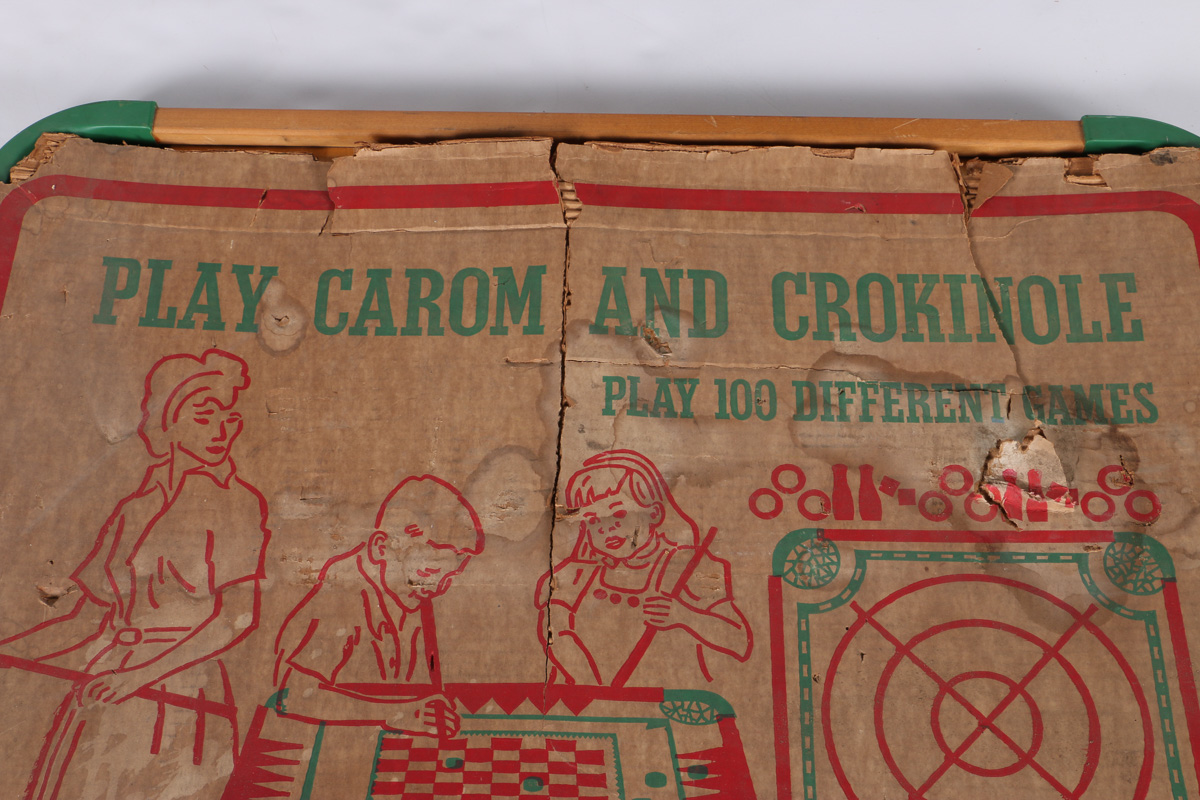 PLAY CAROM AND CROKINOLE
PLAY 100 DIFFERENT GAMES